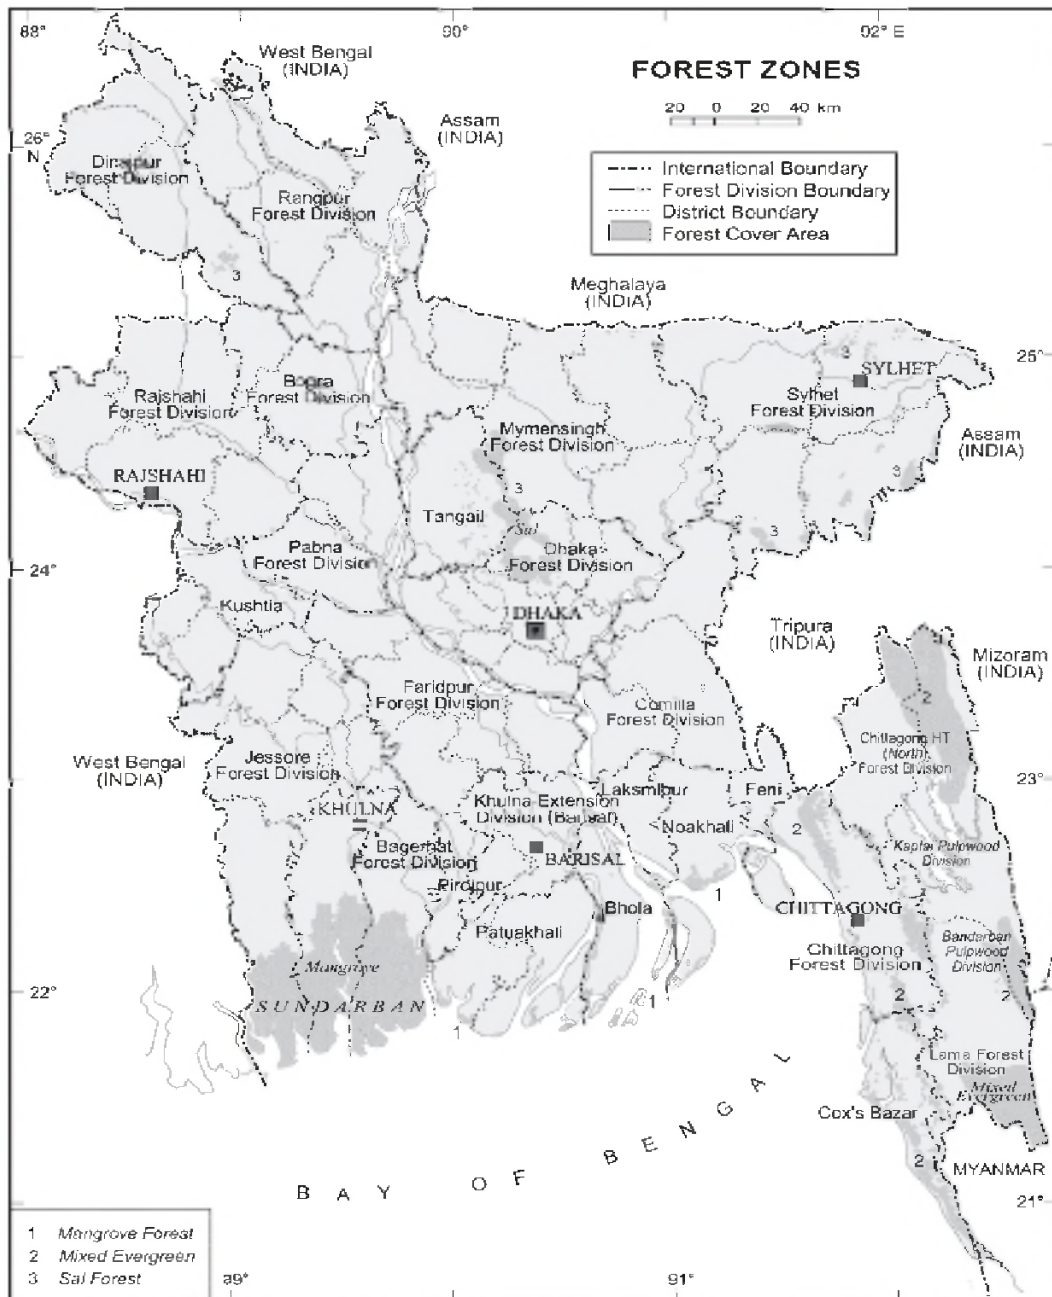 88°
90°
92° E
West Bengal
(INDIA)
FOREST ZONES
20 0 20 40 km
Assam
(INDIA)
26°
N
International Boundary
Forest Division Boundary
District Boundary
Forest Cover Area
Dinajpur
Forest Division
Rangpur
Forest Division
3
Meghalaya
(INDIA)
3
25°
SYLHET
Bogra
Forest Division
Rajshahi
Forest Division
Sylhet
Forest Division
Mymensingh
Forest Division
Assam
(INDIA)
RAJSHAHI
3
3
Tangail
Sal
3
Pabna
Forest Division
Dhaka
Forest Division
24°
Kushtia
DHAKA
Tripura
(INDIA)
Mizoram
(INDIA)
Faridpur
Forest Division
2
Comilla
Forest Division
Chittagong HT
(North)
Forest Division
West Bengal
(INDIA)
Jessore
Forest Division
23°
Laksmipur
Feni
KHULNA
Khulna Extension
Division (Barisal)
Noakhali
2
Bagerhat
Forest Division
Kaptai Pulpwood
Division
BARISAL
Pirojpur
1
Bhola
CHITTAGONG
Patuakhali
Chittagong
Forest Division
Bandarban
Pulpwood
Division
Mangrove
22°
SUNDARBAN
1
1
2
2
Lama Forest
Division
Mixed
Evergreen
Cox's Bazar
BAY OF BENGAL
2
MYANMAR
21°
1 Mangrove Forest
2 Mixed Evergreen
3 Sal Forest
89°
91°